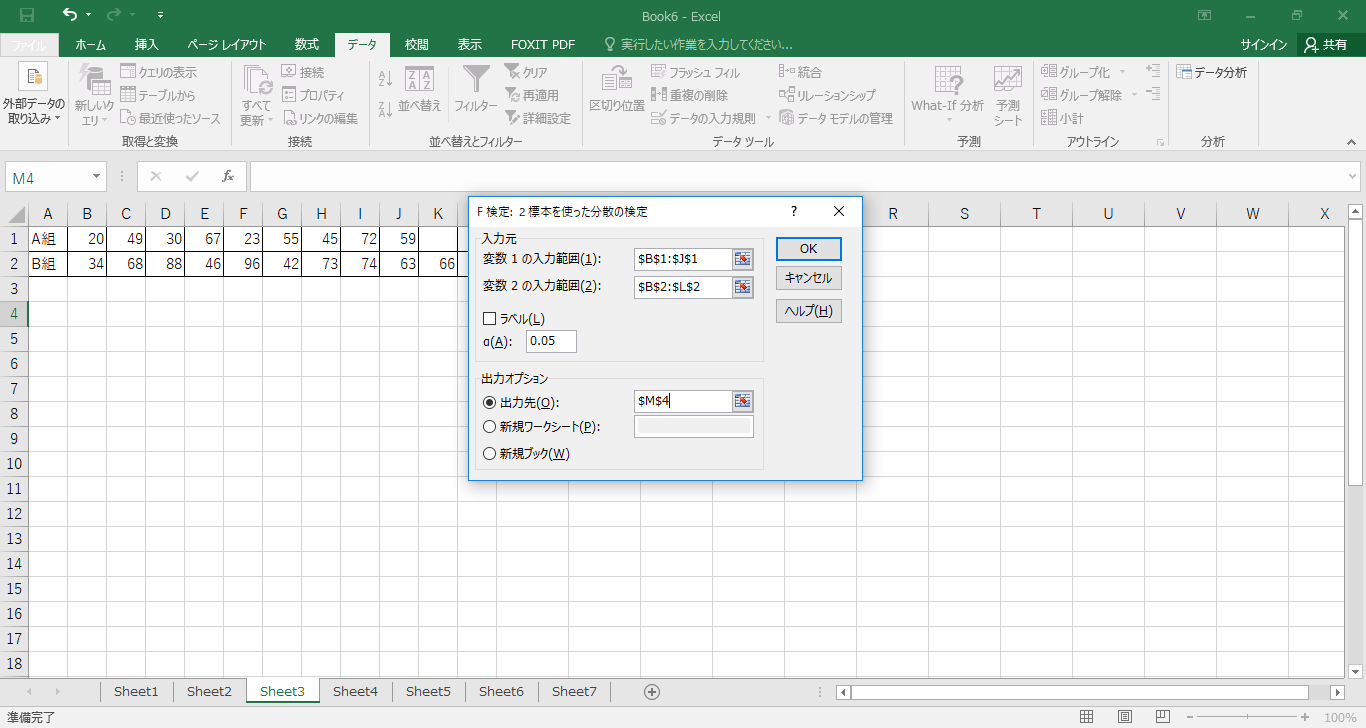 Book6 - Excel
ファイル ホーム 挿入 ページ レイアウト 数式 データ 校閲 表示 FOXIT PDF 実行したい作業を入力してください... サインイン 共有
外部データの取り込み
新しいクエリ
クエリの表示
テーブルから
最近使ったソース
取得と変換
すべて更新
接続
プロパティ
リンクの編集
接続
並べ替え
フィルター
クリア
再適用
詳細設定
並べ替えとフィルター
区切り位置
フラッシュ フィル
重複の削除
データの入力規則
統合
リレーションシップ
データ モデルの管理
データ ツール
What-If 分析
予測シート
予測
グループ化
グループ解除
小計
アウトライン
データ分析
分析
M4 fx
A B C D E F G H I J K R S T U V W X
1 A組 20 49 30 67 23 55 45 72 59
2 B組 34 68 88 46 96 42 73 74 63 66
3
4
5
6
7
8
9
10
11
12
13
14
15
16
17
18
F 検定: 2 標本を使った分散の検定 ?
入力元
変数 1 の入力範囲(1): $B$1:$J$1
変数 2 の入力範囲(2): $B$2:$L$2
ラベル(L)
α(A): 0.05
出力オプション
出力先(O): $M$4
新規ワークシート(P):
新規ブック(W)
OK
キャンセル
ヘルプ(H)
Sheet1 Sheet2 Sheet3 Sheet4 Sheet5 Sheet6 Sheet7
準備完了 100%